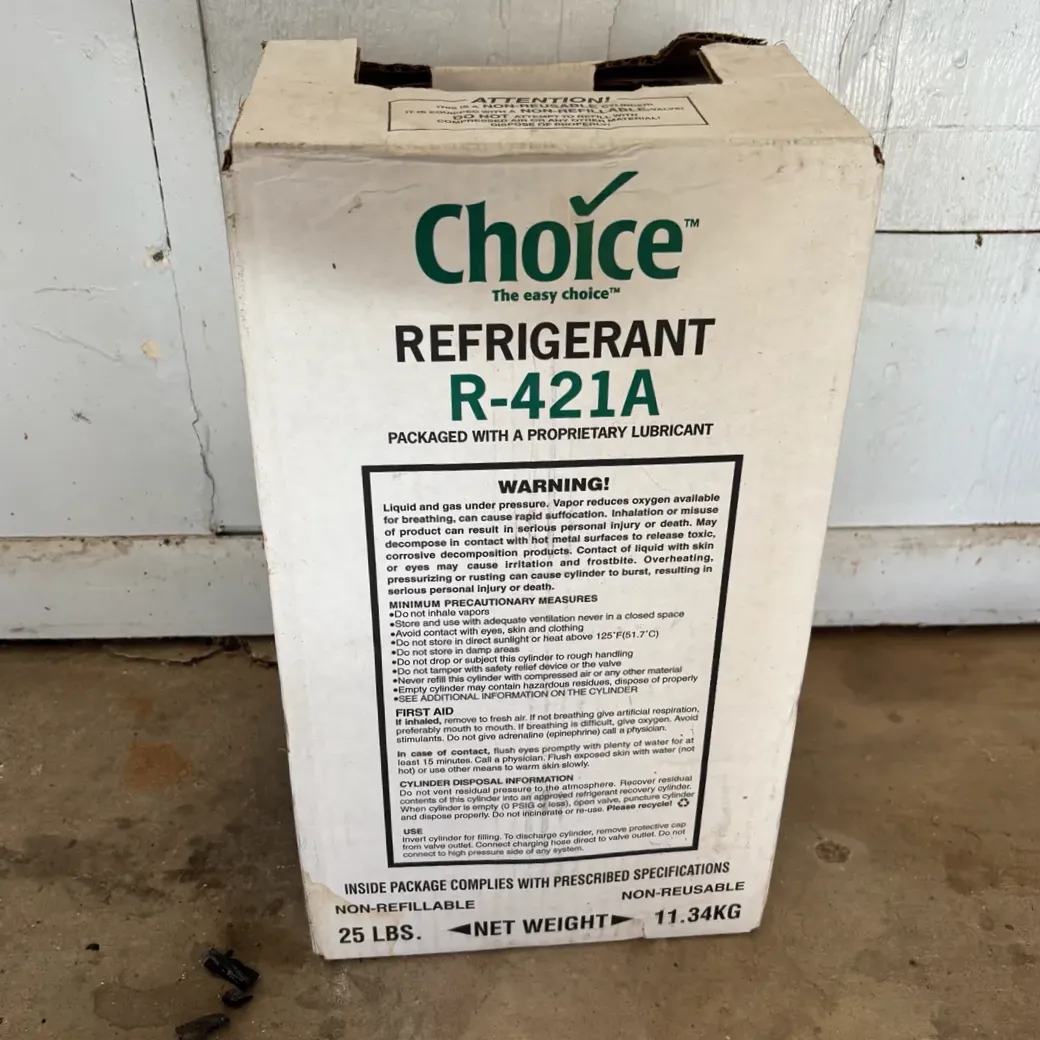 ATTENTION!
THIS IS A NON-REUSABLE CYLINDER!
IT IS EQUIPPED WITH A NON-REFILLABLE VALVE!
DO NOT ATTEMPT TO REFILL WITH
COMPRESSED AIR OR ANY OTHER MATERIAL!
DISPOSE OF PROPERLY!
Choice™
The easy choice™
REFRIGERANT
R-421A
PACKAGED WITH A PROPRIETARY LUBRICANT
WARNING!
Liquid and gas under pressure. Vapor reduces oxygen available
for breathing, can cause rapid suffocation. Inhalation or misuse
of product can result in serious personal injury or death. May
decompose in contact with hot metal surfaces to release toxic,
corrosive decomposition products. Contact of liquid with skin
or eyes may cause irritation and frostbite. Overheating,
pressurizing or rusting can cause cylinder to burst, resulting in
serious personal injury or death.
MINIMUM PRECAUTIONARY MEASURES
•Do not inhale vapors
•Store and use with adequate ventilation never in a closed space
•Avoid contact with eyes, skin and clothing
•Do not store in direct sunlight or heat above 125°F(51.7°C)
•Do not store in damp areas
•Do not drop or subject this cylinder to rough handling
•Do not tamper with safety relief device or the valve
•Never refill this cylinder with compressed air or any other material
•Empty cylinder may contain hazardous residues, dispose of properly
•SEE ADDITIONAL INFORMATION ON THE CYLINDER
FIRST AID
If inhaled, remove to fresh air. If not breathing give artificial respiration,
preferably mouth to mouth. If breathing is difficult, give oxygen. Avoid
stimulants. Do not give adrenaline (epinephrine) call a physician.
In case of contact, flush eyes promptly with plenty of water for at
least 15 minutes. Call a physician. Flush exposed skin with water (not
hot) or use other means to warm skin slowly.
CYLINDER DISPOSAL INFORMATION
Do not vent residual pressure to the atmosphere. Recover residual
contents of this cylinder into an approved refrigerant recovery cylinder.
When cylinder is empty (0 PSIG or less), open valve, puncture cylinder
and dispose properly. Do not incinerate or re-use. Please recycle!
USE
Invert cylinder for filling. To discharge cylinder, remove protective cap
from valve outlet. Connect charging hose direct to valve outlet. Do not
connect to high pressure side of any system.
INSIDE PACKAGE COMPLIES WITH PRESCRIBED SPECIFICATIONS
NON-REFILLABLE NON-REUSABLE
25 LBS. ◄NET WEIGHT► 11.34KG